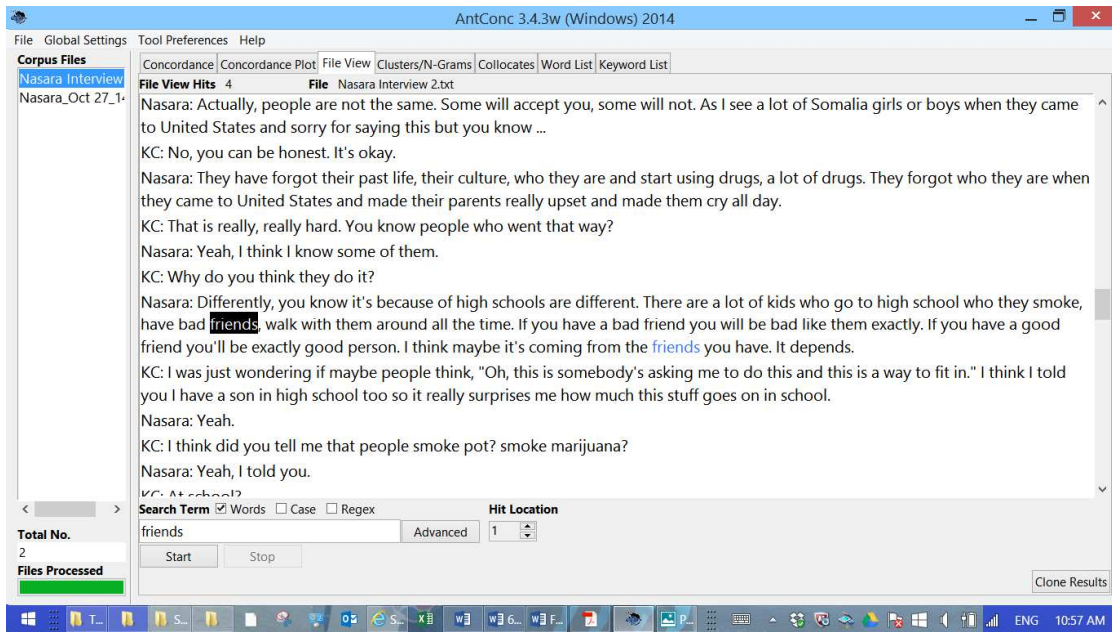 AntConc 3.4.3w (Windows) 2014
File Global Settings Tool Preferences Help
Corpus Files
Nasara Interview
Nasara_Oct 27_1
Concordance Concordance Plot File View Clusters/N-Grams Collocates Word List Keyword List
File View Hits 4 File Nasara Interview 2.txt
Nasara: Actually, people are not the same. Some will accept you, some will not. As I see a lot of Somalia girls or boys when they came
to United States and sorry for saying this but you know ...
KC: No, you can be honest. It's okay.
Nasara: They have forgot their past life, their culture, who they are and start using drugs, a lot of drugs. They forgot who they are when
they came to United States and made their parents really upset and made them cry all day.
KC: That is really, really hard. You know people who went that way?
Nasara: Yeah, I think I know some of them.
KC: Why do you think they do it?
Nasara: Differently, you know it's because of high schools are different. There are a lot of kids who go to high school who they smoke,
have bad friends, walk with them around all the time. If you have a bad friend you will be bad like them exactly. If you have a good
friend you'll be exactly good person. I think maybe it's coming from the friends you have. It depends.
KC: I was just wondering if maybe people think, "Oh, this is somebody's asking me to do this and this is a way to fit in." I think I told
you I have a son in high school too so it really surprises me how much this stuff goes on in school.
Nasara: Yeah.
KC: I think did you tell me that people smoke pot? smoke marijuana?
Nasara: Yeah, I told you.
KC: At school?
Search Term Words Case Regex Hit Location
friends Advanced 1
Start Stop
Total No.
2
Files Processed
Clone Results
T... S... S... 6... F... P... ENG 10:57 AM